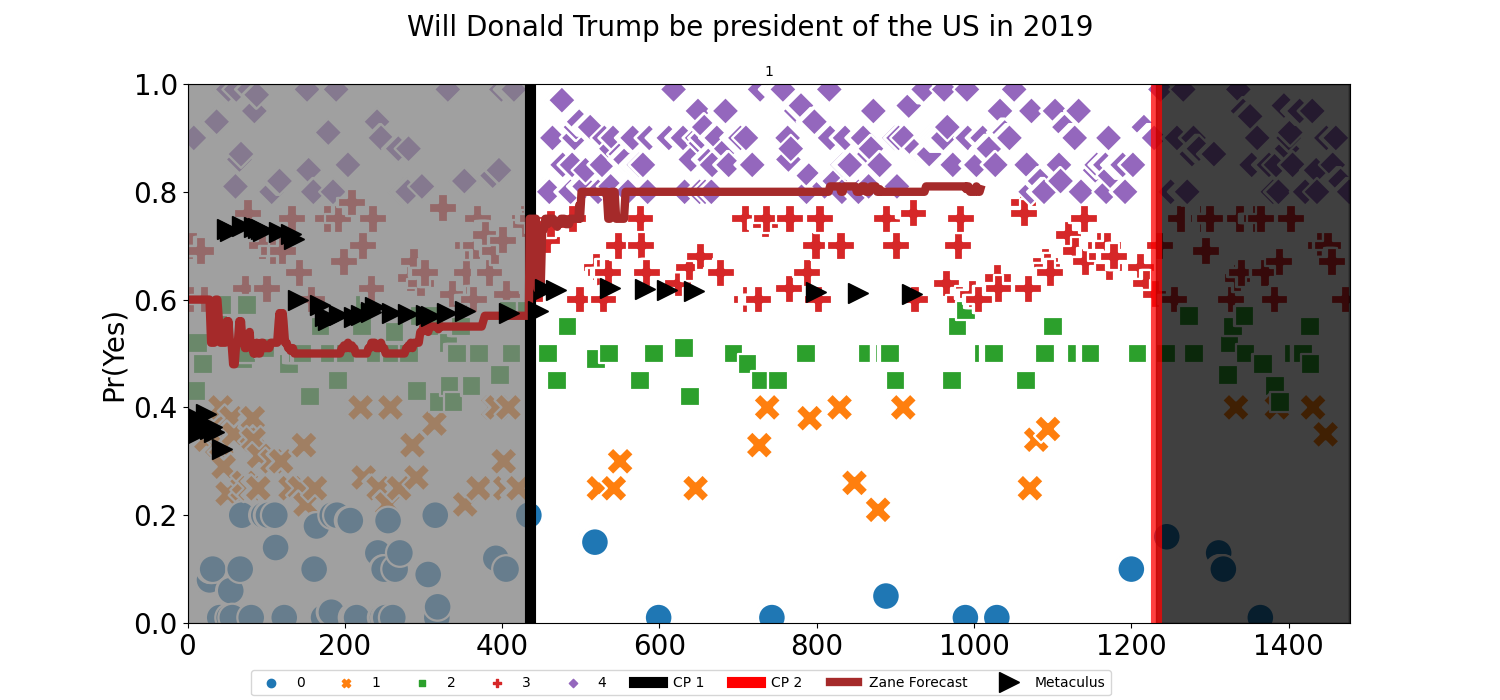 Will Donald Trump be president of the US in 2019
1
1.0
0.8
0.6
0.4
0.2
0.0
Pr(Yes)
0 200 400 600 800 1000 1200 1400
0 1 2 3 4 CP 1 CP 2 Zane Forecast Metaculus